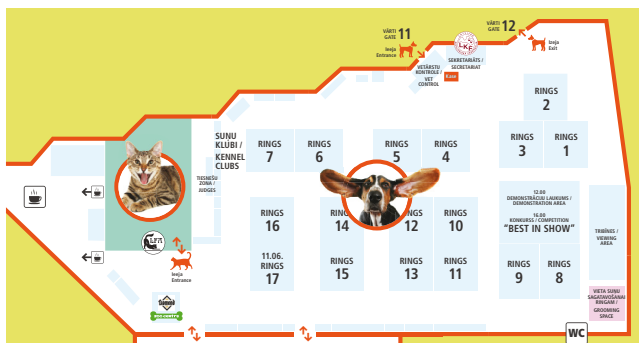 VĀRTI
GATE 11
Ieeja
Entrance
VĀRTI
GATE 12
Ieeja
Exit
LKF
VETĀRSTU
KONTROLE /
VET
CONTROL
SEKRETARIĀTS /
SECRETARIAT
Kase
RINGS
2
RINGS
3
RINGS
1
SUŅU
KLUBI /
KENNEL
CLUBS
TIESNEŠU
ZONA /
JUDGES
RINGS
7
RINGS
6
RINGS
5
RINGS
4
RINGS
16
RINGS
14
12
RINGS
10
11.06.
RINGS
17
RINGS
15
RINGS
13
RINGS
11
12.00
DEMONSTRĀCIJU LAUKUMS /
DEMONSTRATION AREA
16.00
KONKURSS / COMPETITION
"BEST IN SHOW"
RINGS
9
RINGS
8
TRIBĪNES /
VIEWING
AREA
VIETA SUŅU
SAGATAVOŠANAI
RINGAM /
GROOMING
SPACE
WC
LFA
Ieeja
Entrance